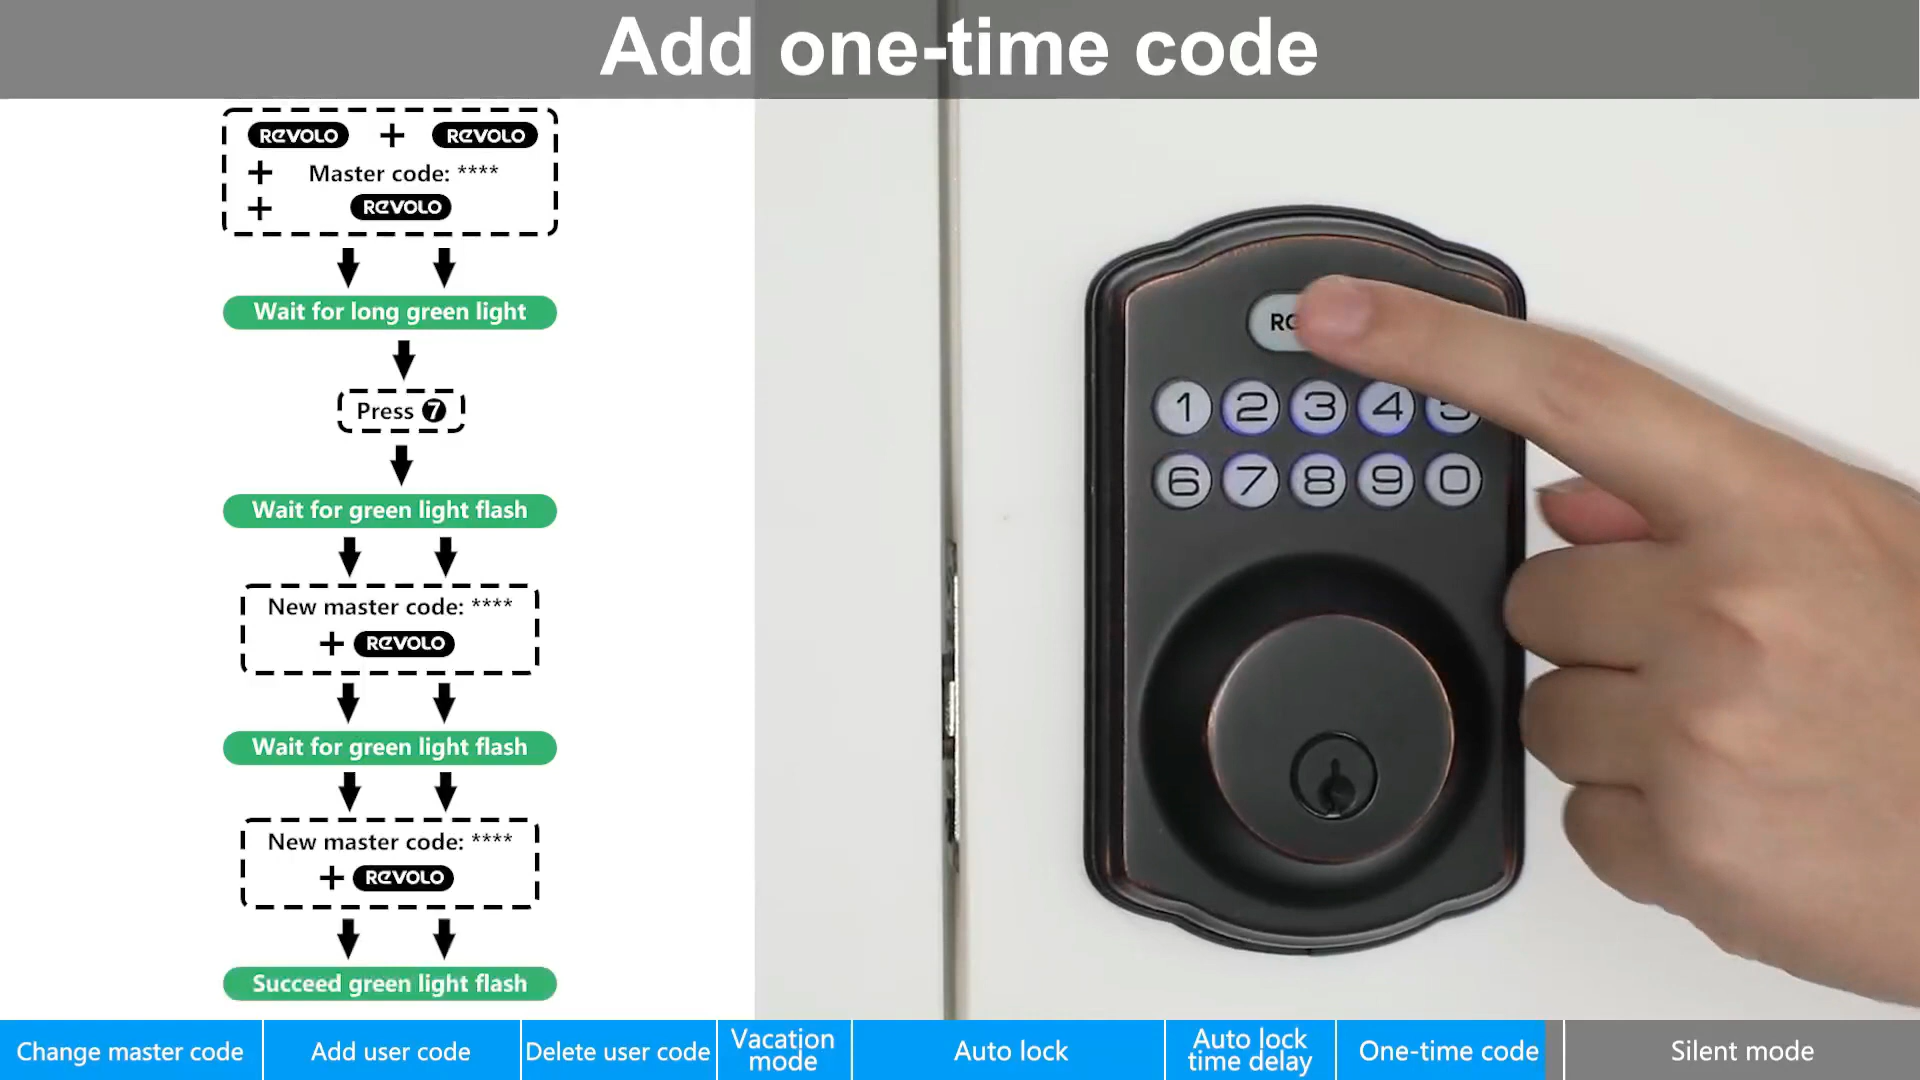 Add one-time code
REVOLO + REVOLO
+ Master code: ****
+ REVOLO
Wait for long green light
Press 7
Wait for green light flash
New master code: ****
+ REVOLO
Wait for green light flash
New master code: ****
+ REVOLO
Succeed green light flash
1 2 3 4 5
6 7 8 9 0
Change master code
Add user code
Delete user code
Vacation
mode
Auto lock
Auto lock
time delay
One-time code
Silent mode